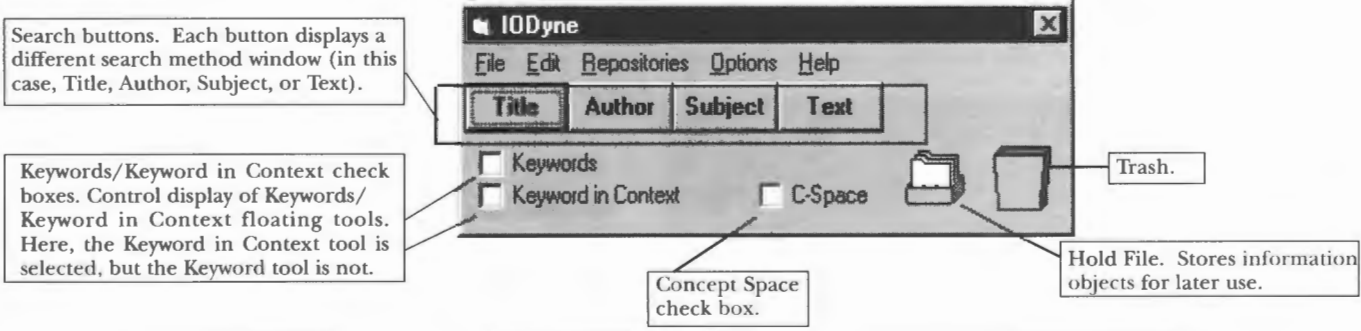 Search buttons. Each button displays a
different search method window (in this
case, Title, Author, Subject, or Text).
IODyne
File Edit Repositories Options Help
Title Author Subject Text
Keywords/Keyword in Context check
boxes. Control display of Keywords/
Keyword in Context floating tools.
Here, the Keyword in Context tool is
selected, but the Keyword tool is not.
Keywords
Keyword in Context
C-Space
Trash.
Concept Space
check box.
Hold File. Stores information
objects for later use.